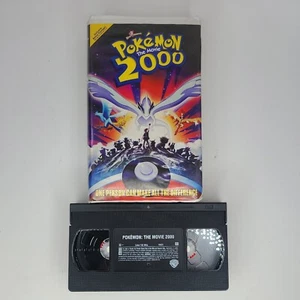 POKÉMON
The Movie
2000
ONE PERSON CAN MAKE ALL THE DIFFERENCE
POKÉMON: THE MOVIE 2000